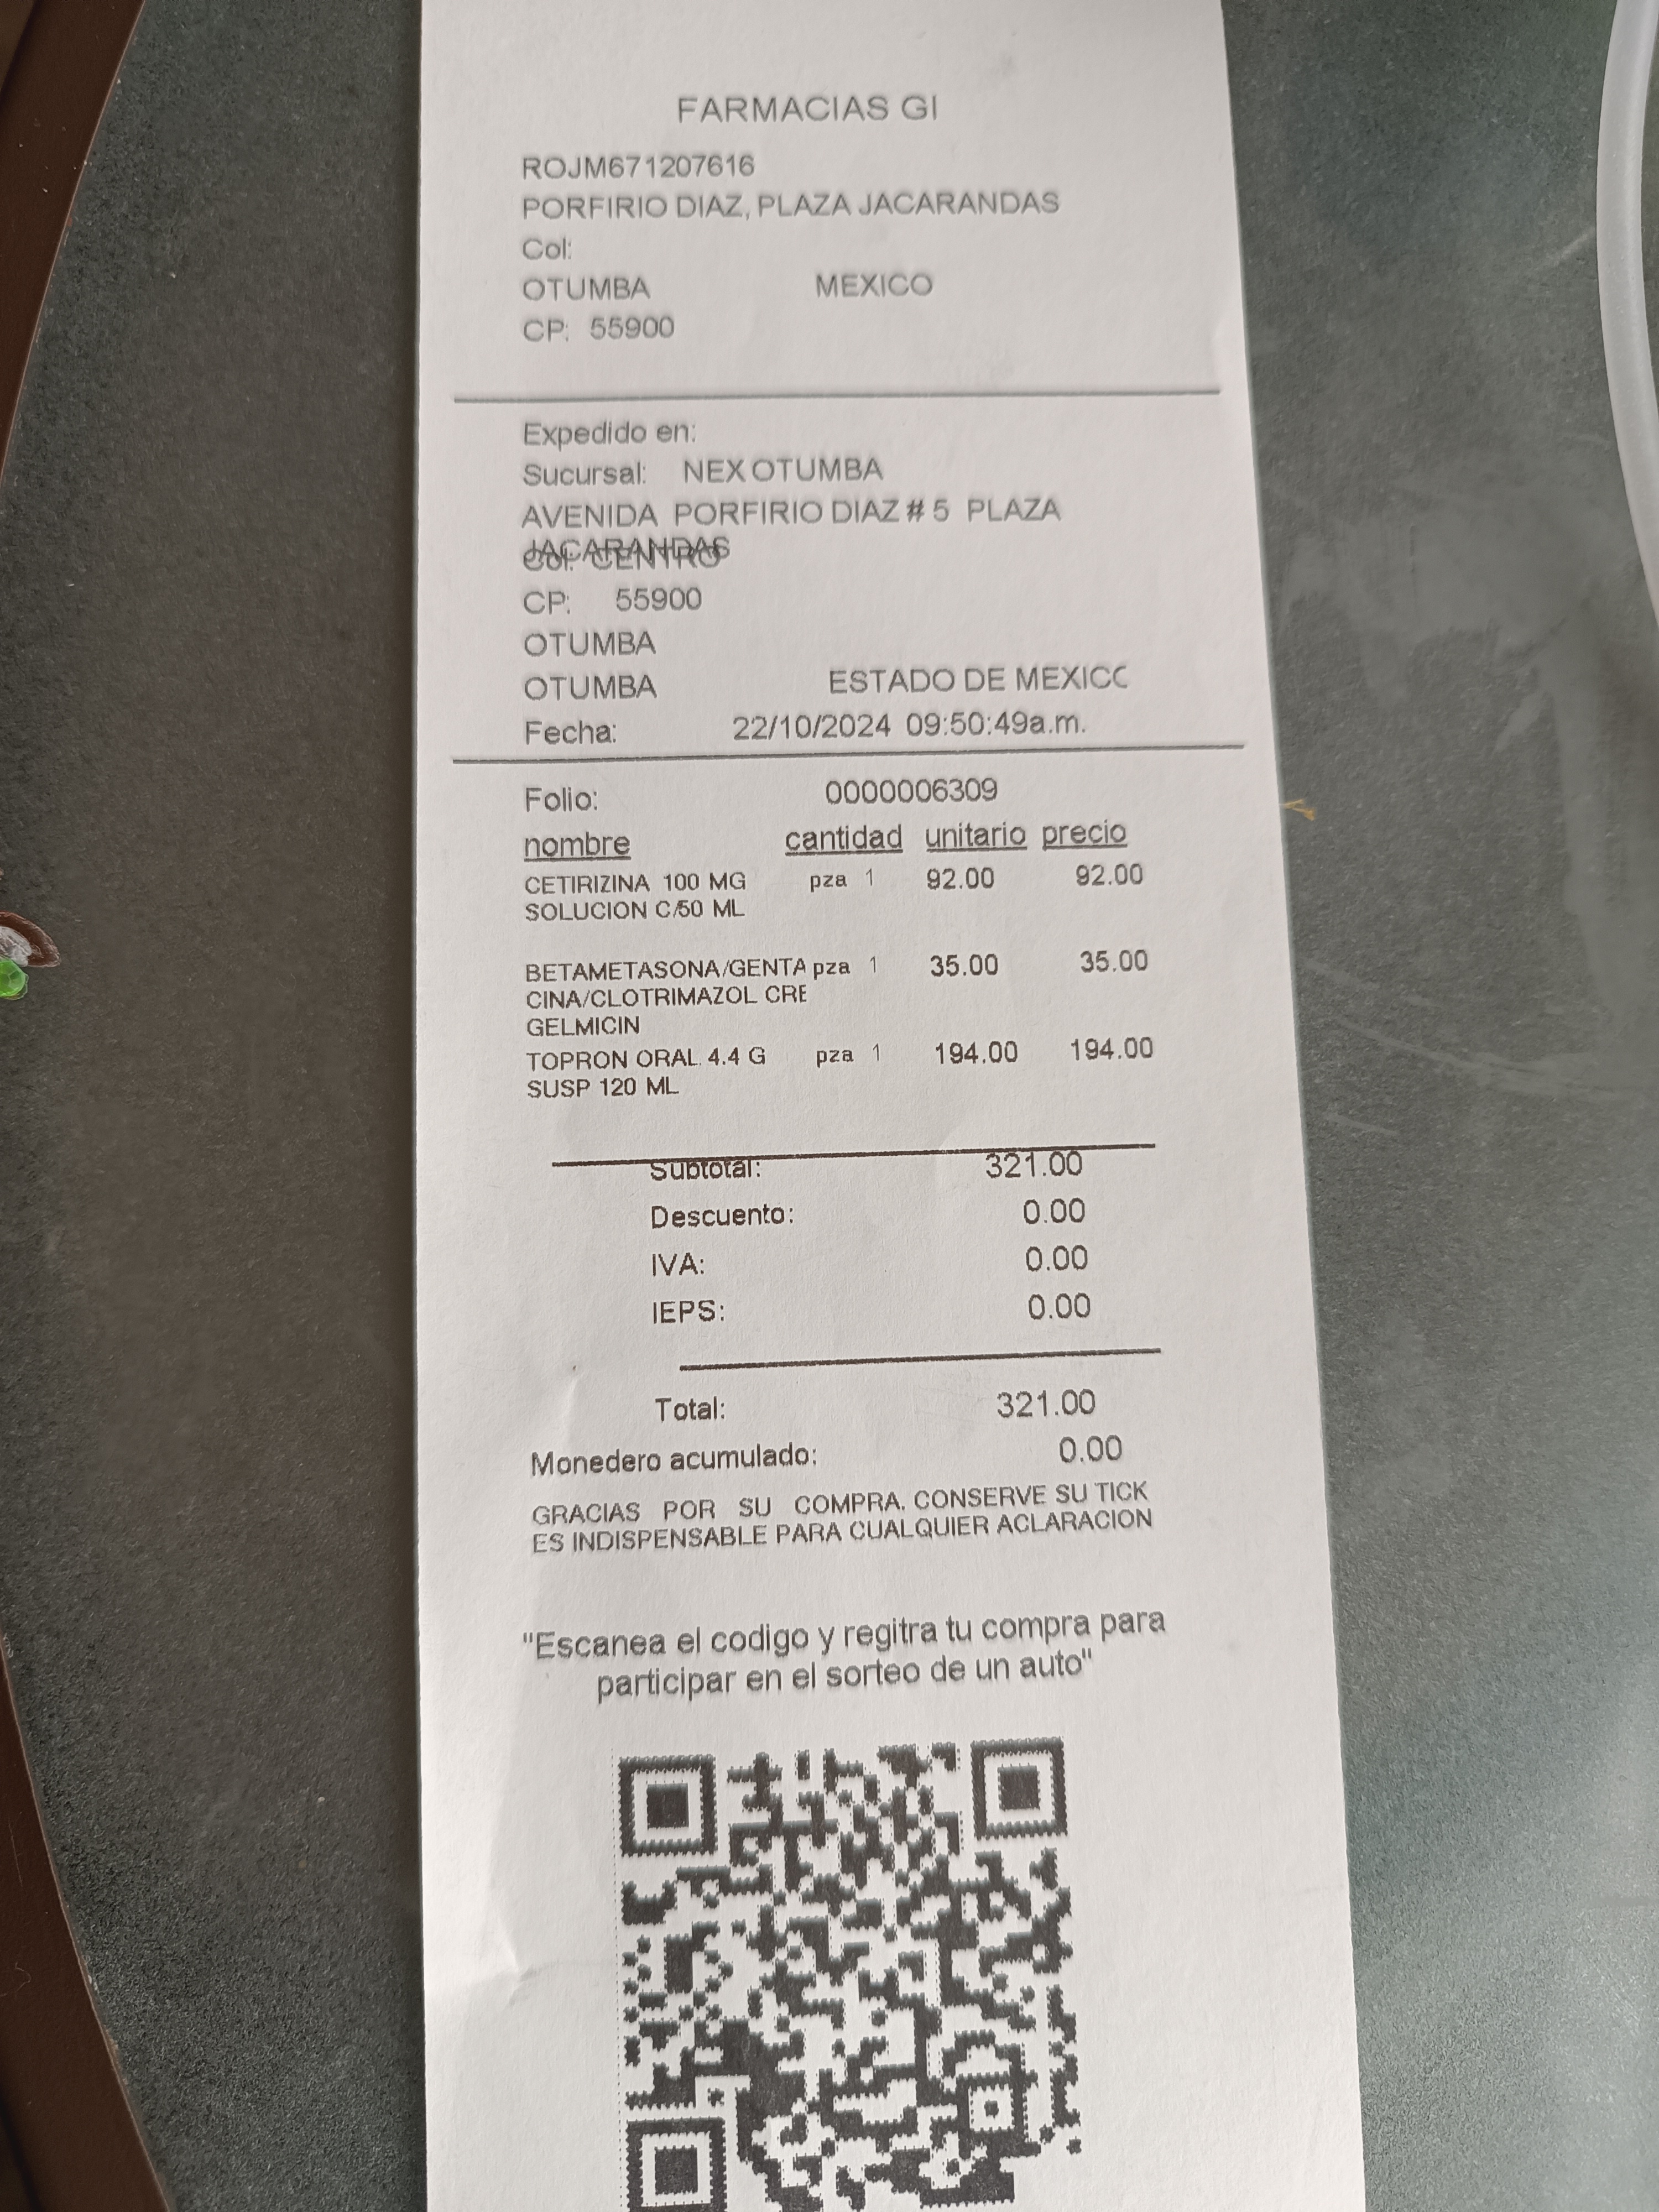 FARMACIAS GI
ROJM671207616
PORFIRIO DIAZ, PLAZA JACARANDAS
Col:
OTUMBA MEXICO
CP: 55900
Expedido en:
Sucursal: NEX OTUMBA
AVENIDA PORFIRIO DIAZ # 5 PLAZA
JACARANDAS
Col: CENTRO
CP: 55900
OTUMBA
OTUMBA ESTADO DE MEXICO
Fecha: 22/10/2024 09:50:49a.m.
Folio: 0000006309
nombre cantidad unitario precio
CETIRIZINA 100 MG pza 1 92.00 92.00
SOLUCION C/50 ML
BETAMETASONA/GENTA pza 1 35.00 35.00
CINA/CLOTRIMAZOL CRE
GELMICIN
TOPRON ORAL 4.4 G pza 1 194.00 194.00
SUSP 120 ML
Subtotal: 321.00
Descuento: 0.00
IVA: 0.00
IEPS: 0.00
Total: 321.00
Monedero acumulado: 0.00
GRACIAS POR SU COMPRA. CONSERVE SU TICK
ES INDISPENSABLE PARA CUALQUIER ACLARACION
"Escanea el codigo y regitra tu compra para
participar en el sorteo de un auto"